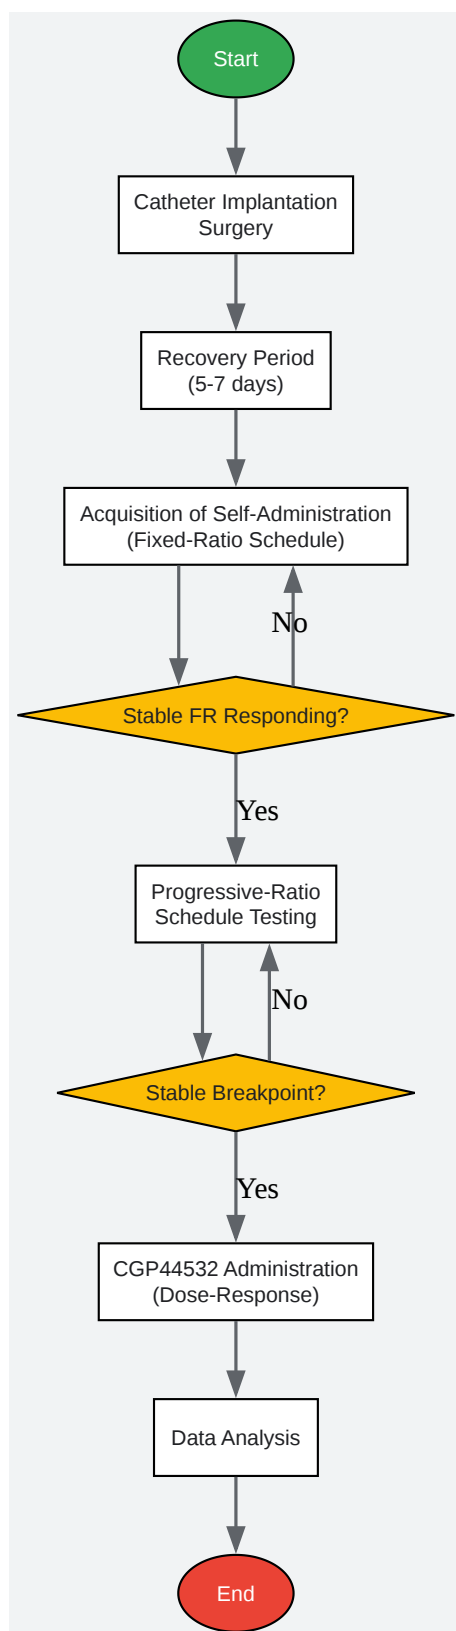 Start
Catheter Implantation
Surgery
Recovery Period
(5-7 days)
Acquisition of Self-Administration
(Fixed-Ratio Schedule)
No
Stable FR Responding?
Yes
Progressive-Ratio
Schedule Testing
No
Stable Breakpoint?
Yes
CGP44532 Administration
(Dose-Response)
Data Analysis
End